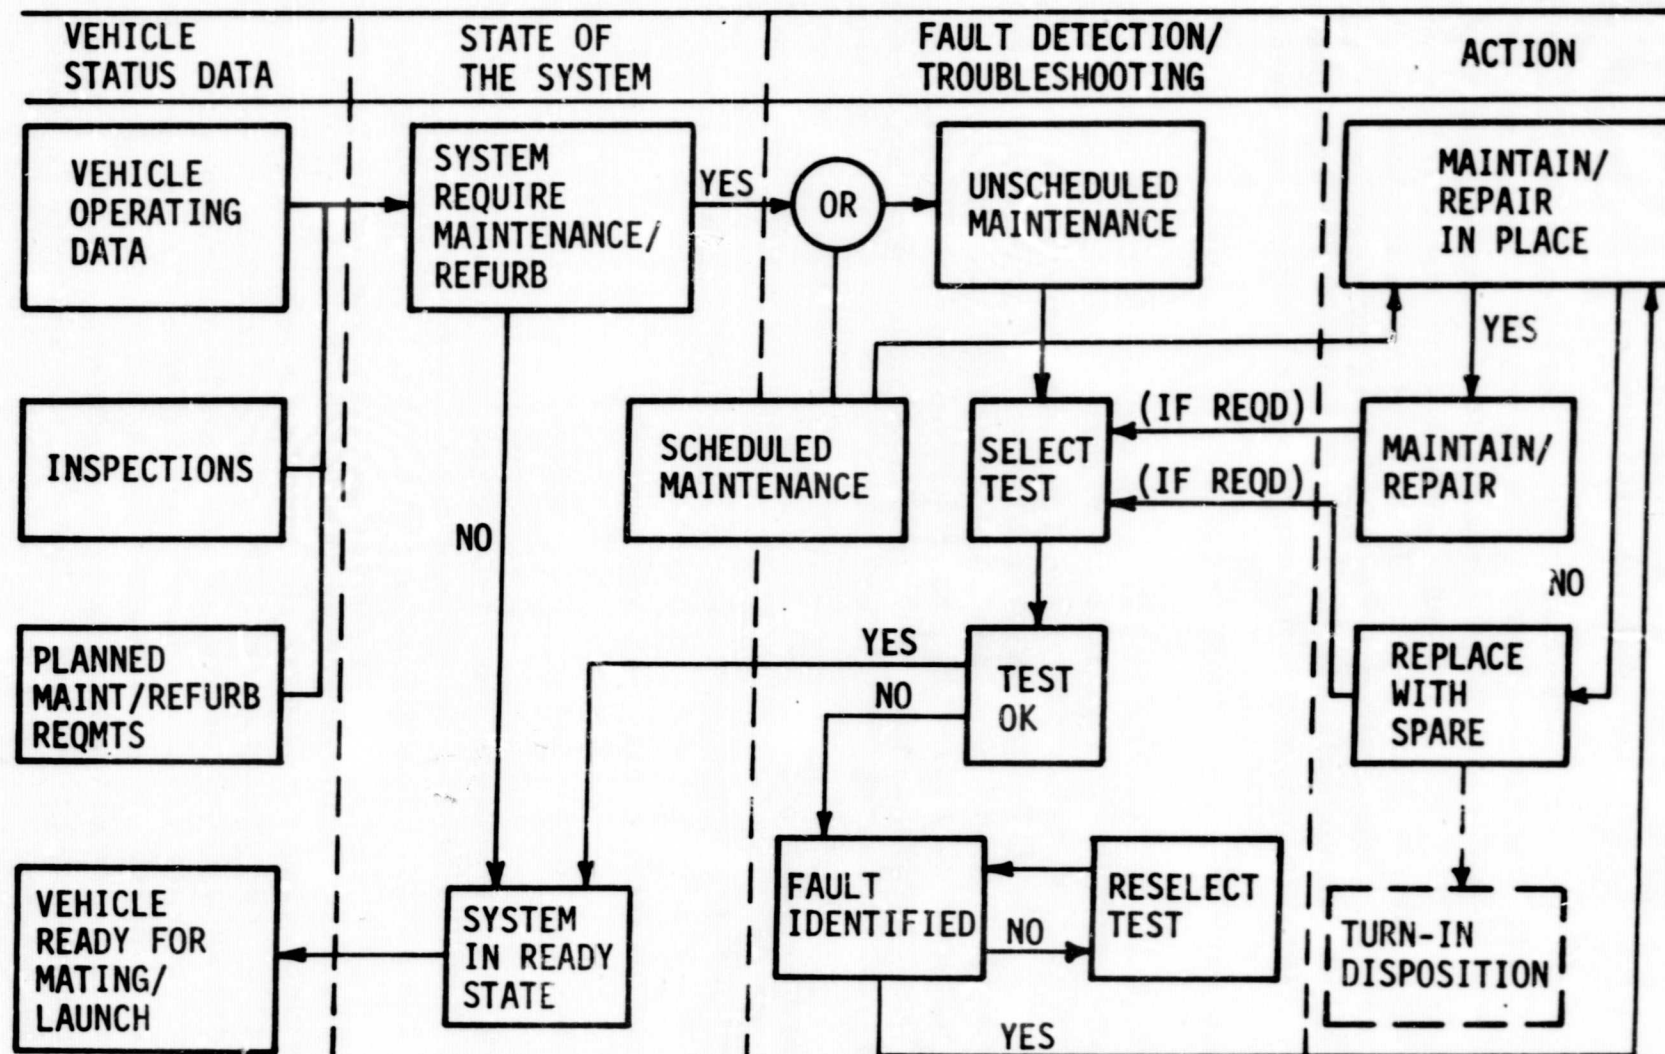 VEHICLE
STATUS DATA
STATE OF
THE SYSTEM
FAULT DETECTION/
TROUBLESHOOTING
ACTION
VEHICLE
OPERATING
DATA
SYSTEM
REQUIRE
MAINTENANCE/
REFURB
YES
OR
UNSCHEDULED
MAINTENANCE
MAINTAIN/
REPAIR
IN PLACE
YES
INSPECTIONS
NO
SCHEDULED
MAINTENANCE
SELECT
TEST
(IF REQD)
(IF REQD)
MAINTAIN/
REPAIR
NO
PLANNED
MAINT/REFURB
REQMTS
YES
NO
TEST
OK
REPLACE
WITH
SPARE
VEHICLE
READY FOR
MATING/
LAUNCH
SYSTEM
IN READY
STATE
FAULT
IDENTIFIED
NO
RESELECT
TEST
TURN-IN
DISPOSITION
YES